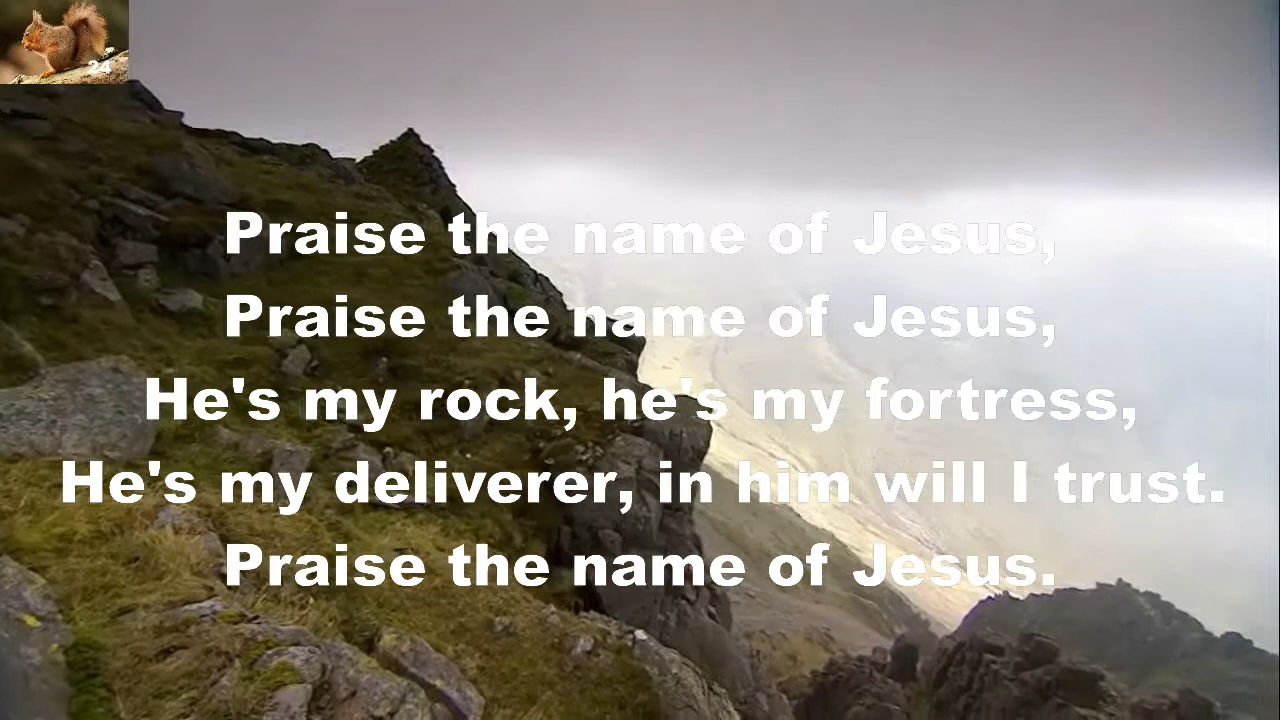 24
Praise the name of Jesus,
Praise the name of Jesus,
He's my rock, he's my fortress,
He's my deliverer, in him will I trust.
Praise the name of Jesus.